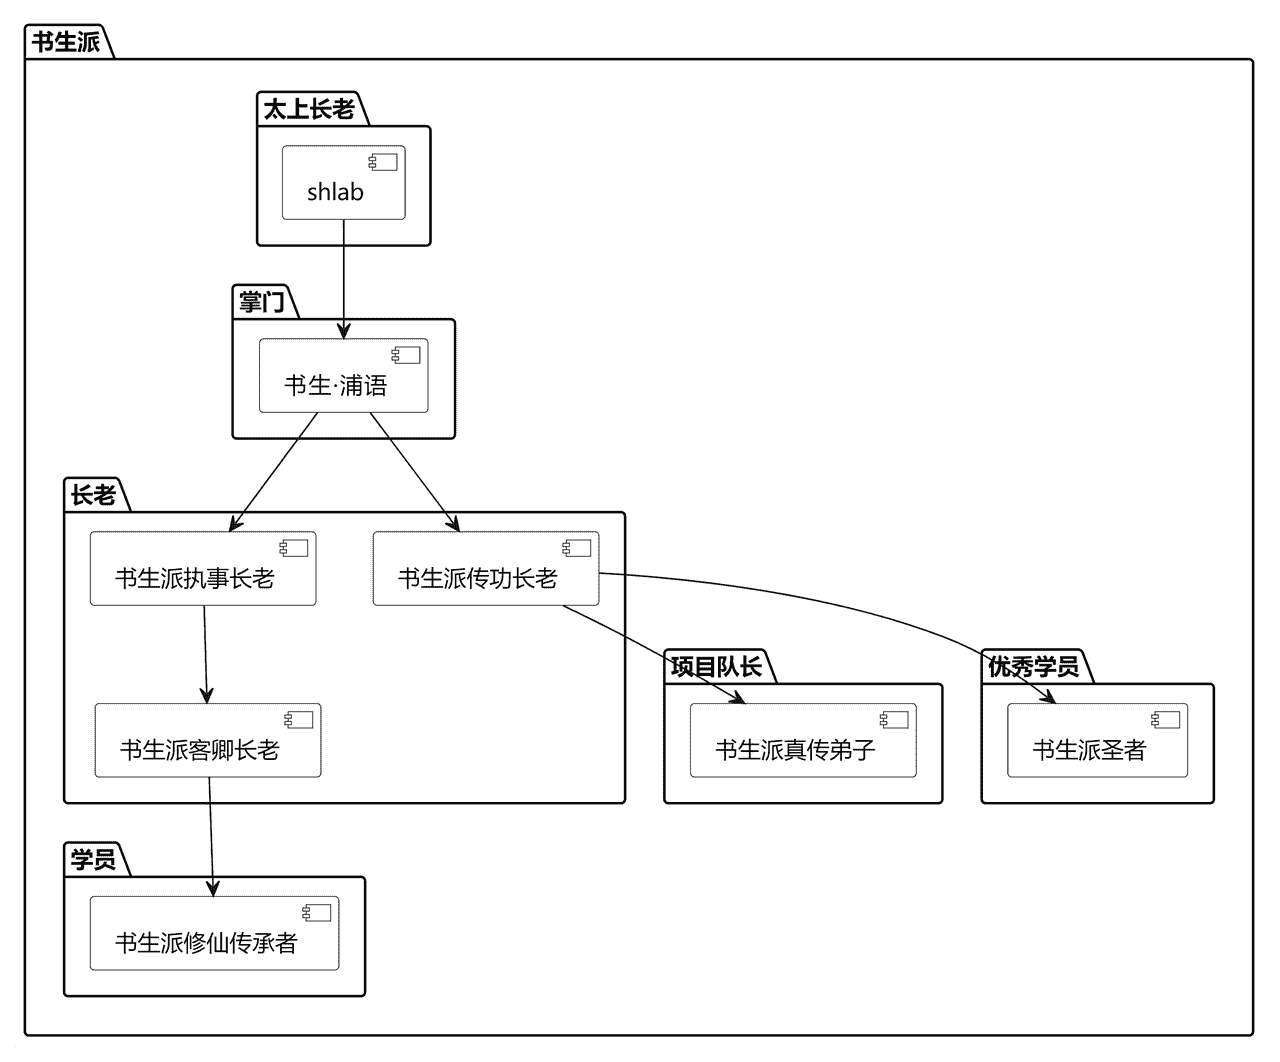 书生派
太上长老
shlab
掌门
书生·浦语
长老
书生派执事长老
书生派传功长老
项目队长
优秀学员
书生派客卿长老
书生派真传弟子
书生派圣者
学员
书生派修仙传承者